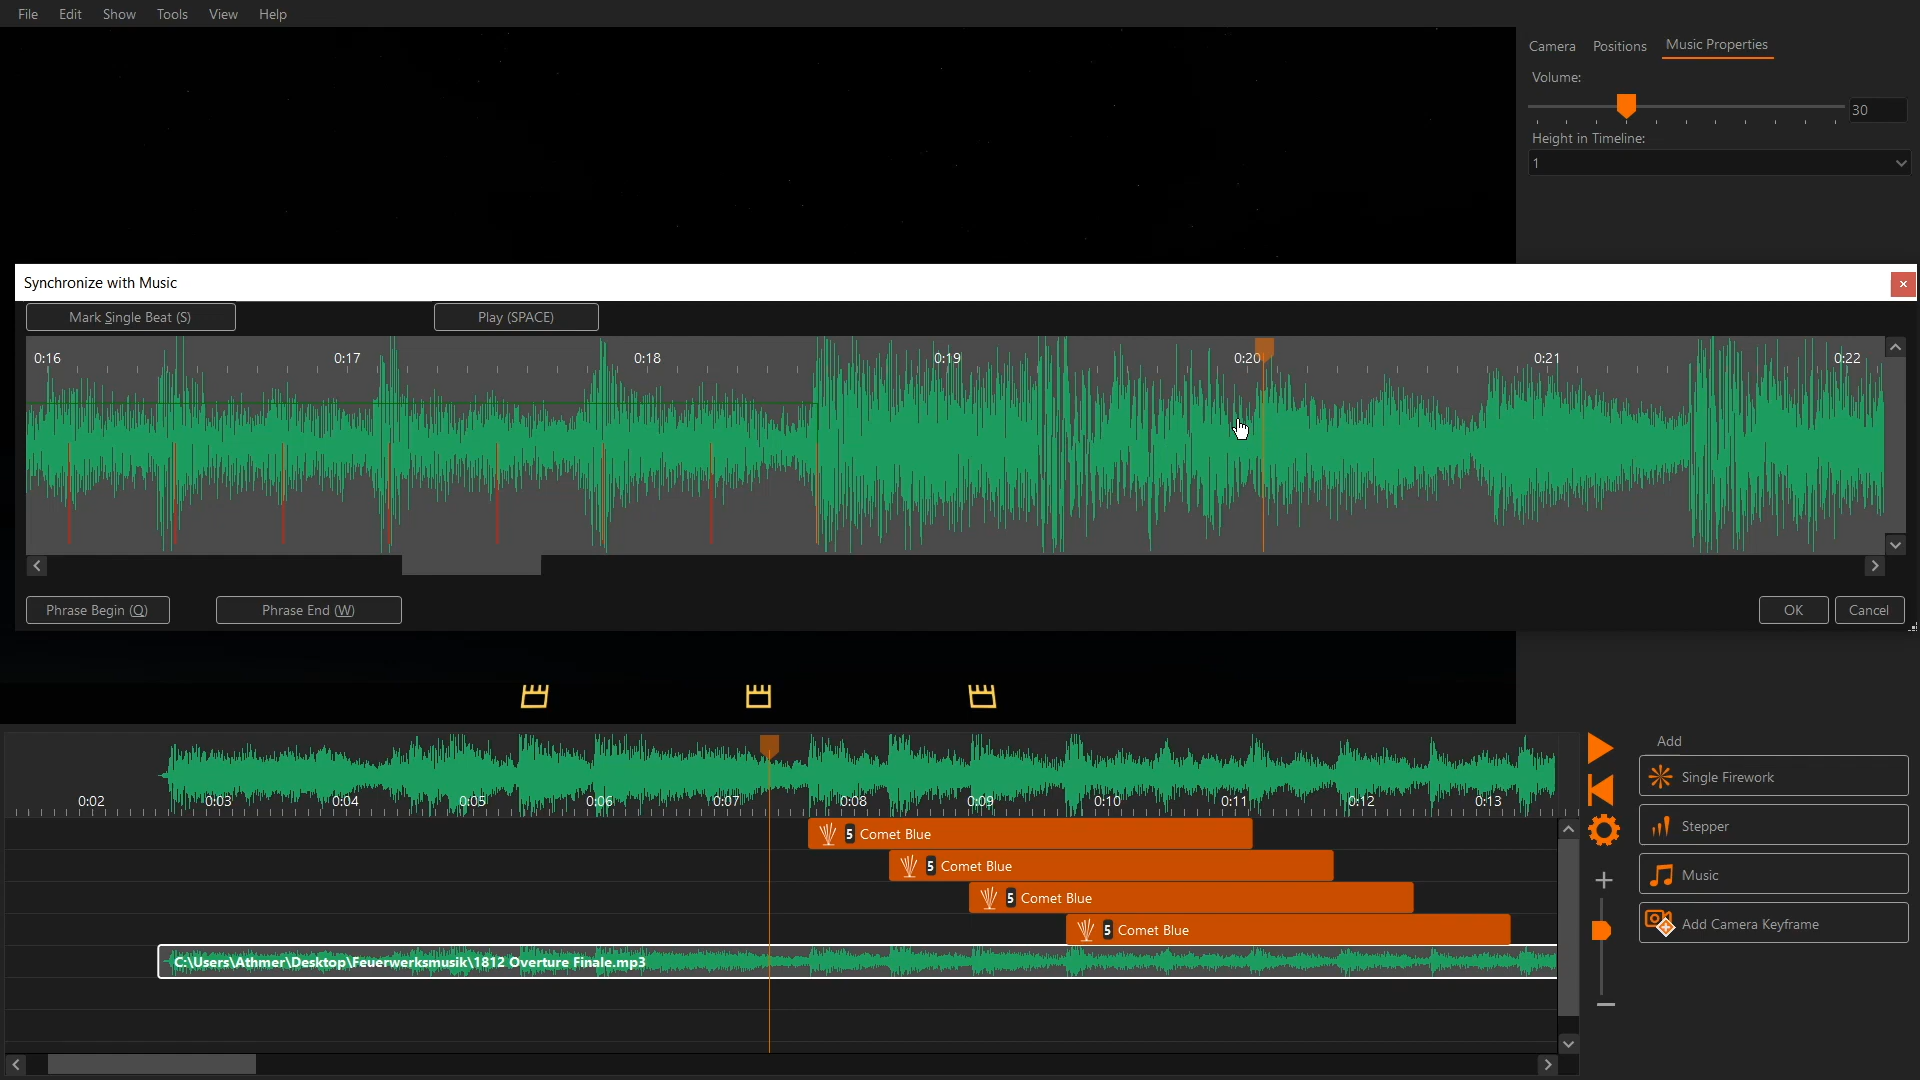 File Edit Show Tools View Help
Camera Positions Music Properties
Volume:
30
Height in Timeline:
1
Synchronize with Music
Mark Single Beat (S) Play (SPACE)
0:16 0:17 0:18 0:19 0:20 0:21 0:22
Phrase Begin (Q) Phrase End (W) OK Cancel
0:02 0:03 0:04 0:05 0:06 0:07 0:08 0:09 0:10 0:11 0:12 0:13
5 Comet Blue
5 Comet Blue
5 Comet Blue
5 Comet Blue
C:\Users\Athmer\Desktop\Feuerwerksmusik\1812 Overture Finale.mp3
Add
Single Firework
Stepper
Music
Add Camera Keyframe